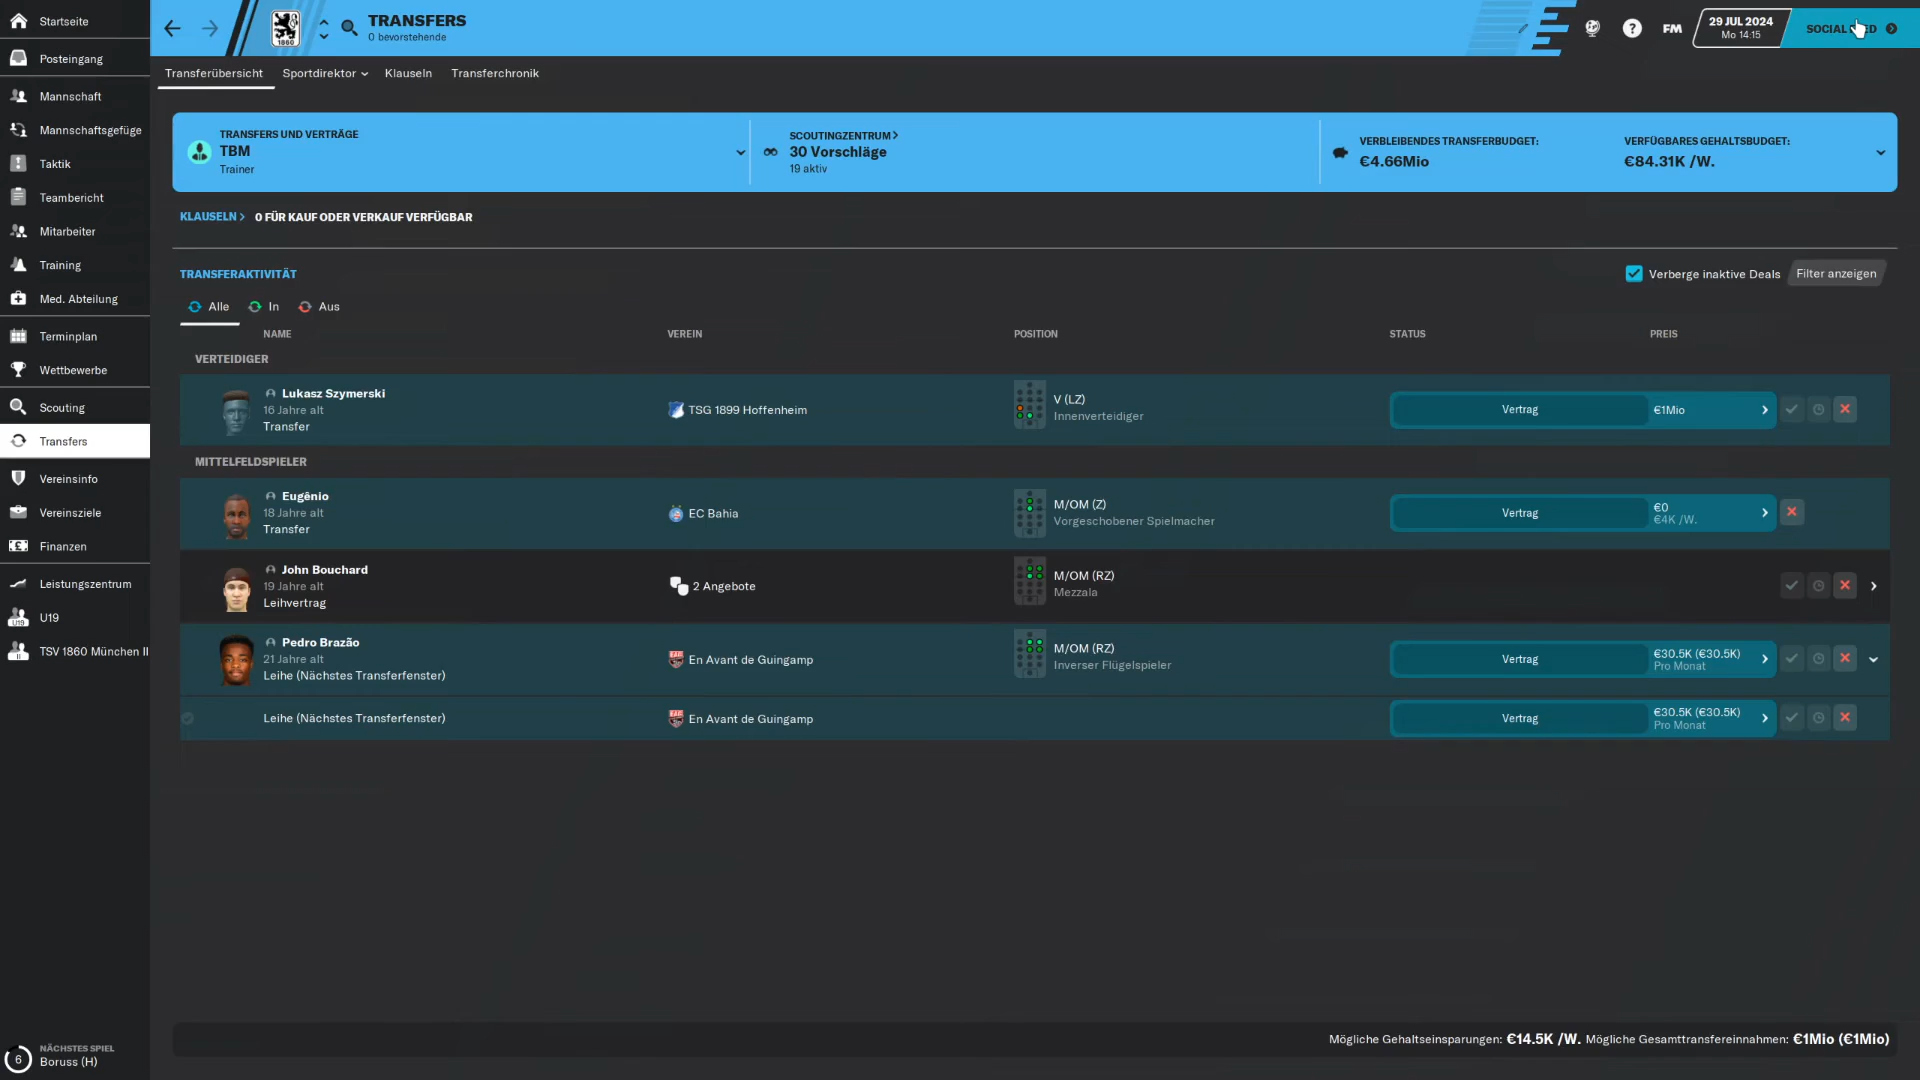 Startseite
Posteingang
Mannschaft
Mannschaftsgefüge
Taktik
Teambericht
Mitarbeiter
Training
Med. Abteilung
Terminplan
Wettbewerbe
Scouting
Transfers
Vereinsinfo
Vereinsziele
Finanzen
Leistungszentrum
U19
U19
TSV 1860 München II
II
6
NÄCHSTES SPIEL
Boruss (H)
1860
TRANSFERS
0 bevorstehende
?
FM
29 JUL 2024
Mo 14:15
SOCIAL ED
Transferübersicht
Sportdirektor
Klauseln
Transferchronik
TRANSFERS UND VERTRÄGE
TBM
Trainer
SCOUTINGZENTRUM >
30 Vorschläge
19 aktiv
VERBLEIBENDES TRANSFERBUDGET:
€4.66Mio
VERFÜGBARES GEHALTSBUDGET:
€84.31K /W.
KLAUSELN > 0 FÜR KAUF ODER VERKAUF VERFÜGBAR
TRANSFERAKTIVITÄT
Verberge inaktive Deals
Filter anzeigen
Alle In Aus
NAME VEREIN POSITION STATUS PREIS
VERTEIDIGER
Lukasz Szymerski
16 Jahre alt
Transfer
TSG 1899 Hoffenheim
V (LZ)
Innenverteidiger
Vertrag
€1Mio
MITTELFELDSPIELER
Eugênio
18 Jahre alt
Transfer
EC Bahia
M/OM (Z)
Vorgeschobener Spielmacher
Vertrag
€0
€4K /W.
John Bouchard
19 Jahre alt
Leihvertrag
2 Angebote
M/OM (RZ)
Mezzala
Pedro Brazão
21 Jahre alt
Leihe (Nächstes Transferfenster)
En Avant de Guingamp
M/OM (RZ)
Inverser Flügelspieler
Vertrag
€30.5K (€30.5K)
Pro Monat
Leihe (Nächstes Transferfenster)
En Avant de Guingamp
Vertrag
€30.5K (€30.5K)
Pro Monat
Mögliche Gehaltseinsparungen: €14.5K /W. Mögliche Gesamttransfereinnahmen: €1Mio (€1Mio)